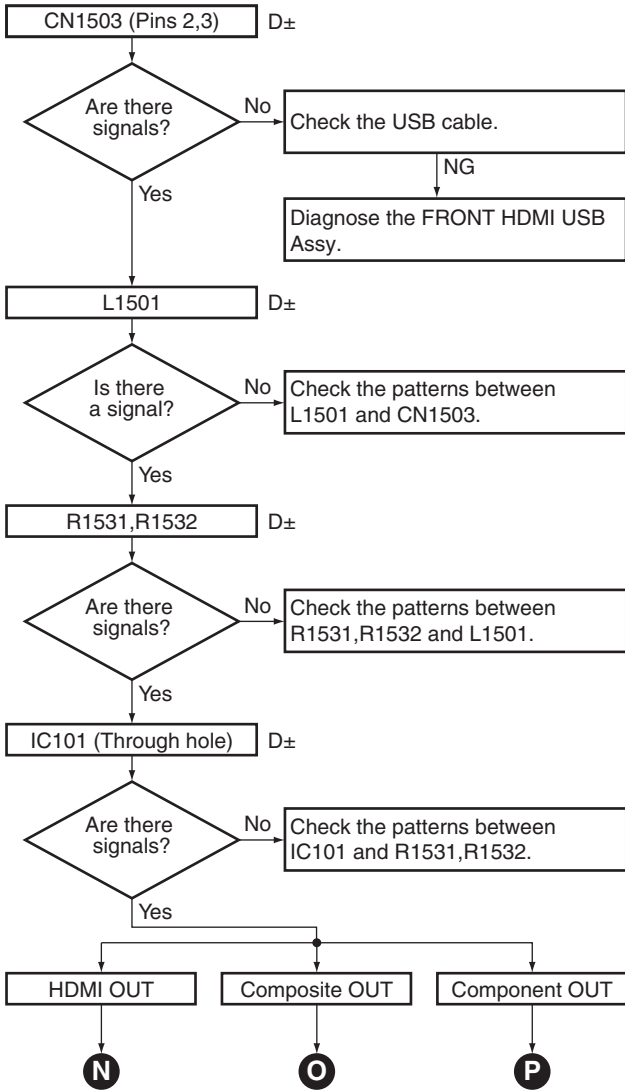 CN1503 (Pins 2,3)
D±
Are there
signals?
No
Check the USB cable.
NG
Diagnose the FRONT HDMI USB
Assy.
Yes
L1501
D±
Is there
a signal?
No
Check the patterns between
L1501 and CN1503.
Yes
R1531,R1532
D±
Are there
signals?
No
Check the patterns between
R1531,R1532 and L1501.
Yes
IC101 (Through hole)
D±
Are there
signals?
No
Check the patterns between
IC101 and R1531,R1532.
Yes
HDMI OUT
Composite OUT
Component OUT
N
O
P